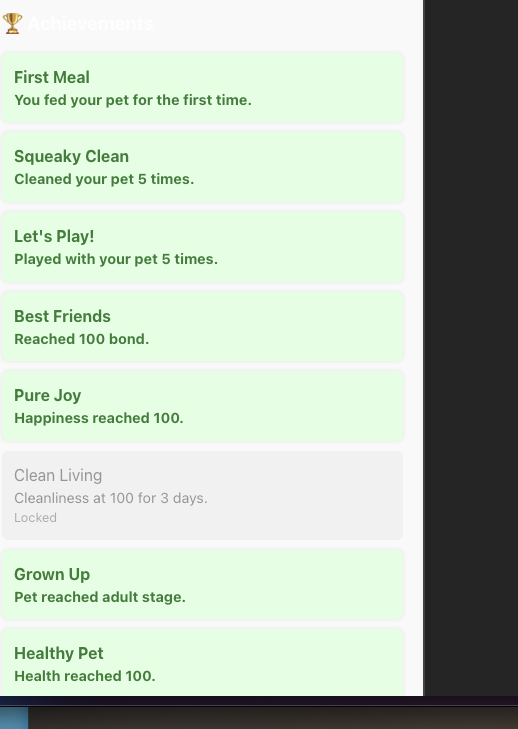 🏆 Achievements
First Meal
You fed your pet for the first time.
Squeaky Clean
Cleaned your pet 5 times.
Let's Play!
Played with your pet 5 times.
Best Friends
Reached 100 bond.
Pure Joy
Happiness reached 100.
Clean Living
Cleanliness at 100 for 3 days.
Locked
Grown Up
Pet reached adult stage.
Healthy Pet
Health reached 100.